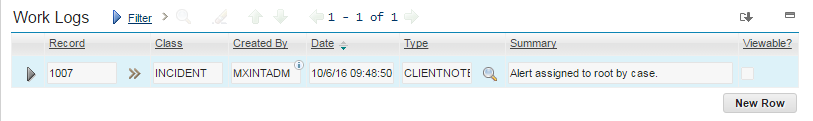 Work Logs Filter 1 - 1 of 1
Record Class Created By Date Type Summary Viewable?
1007 INCIDENT MXINTADM 10/6/16 09:48:50 CLIENTNOTE Alert assigned to root by case.
New Row